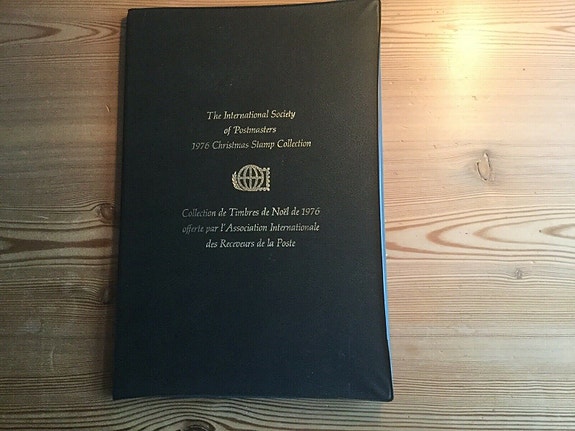 The International Society
of Postmasters
1976 Christmas Stamp Collection
Collection de Timbres de Noël de 1976
offerte par l'Association Internationale
des Receveurs de la Poste